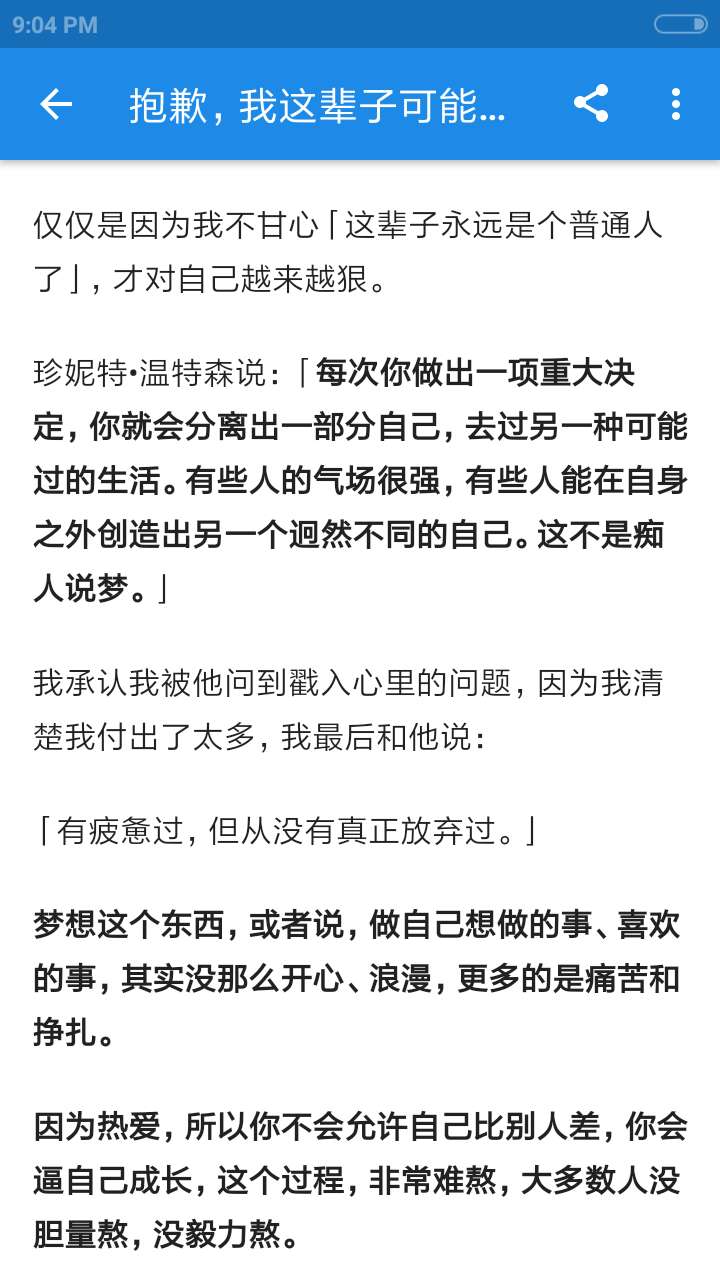 9:04 PM
抱歉，我这辈子可能...
仅仅是因为我不甘心「这辈子永远是个普通人
了」，才对自己越来越狠。
珍妮特•温特森说：「每次你做出一项重大决
定，你就会分离出一部分自己，去过另一种可能
过的生活。有些人的气场很强，有些人能在自身
之外创造出另一个迥然不同的自己。这不是痴
人说梦。」
我承认我被他问到戳入心里的问题，因为我清
楚我付出了太多，我最后和他说：
「有疲惫过，但从没有真正放弃过。」
梦想这个东西，或者说，做自己想做的事、喜欢
的事，其实没那么开心、浪漫，更多的是痛苦和
挣扎。
因为热爱，所以你不会允许自己比别人差，你会
逼自己成长，这个过程，非常难熬，大多数人没
胆量熬，没毅力熬。